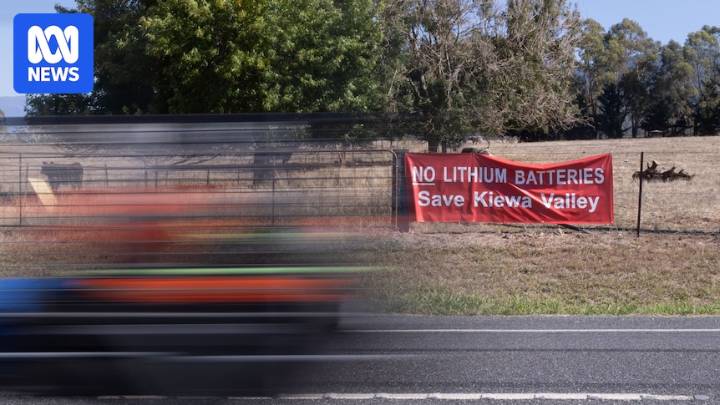 ABC
NEWS
NO LITHIUM BATTERIES
Save Kiewa Valley